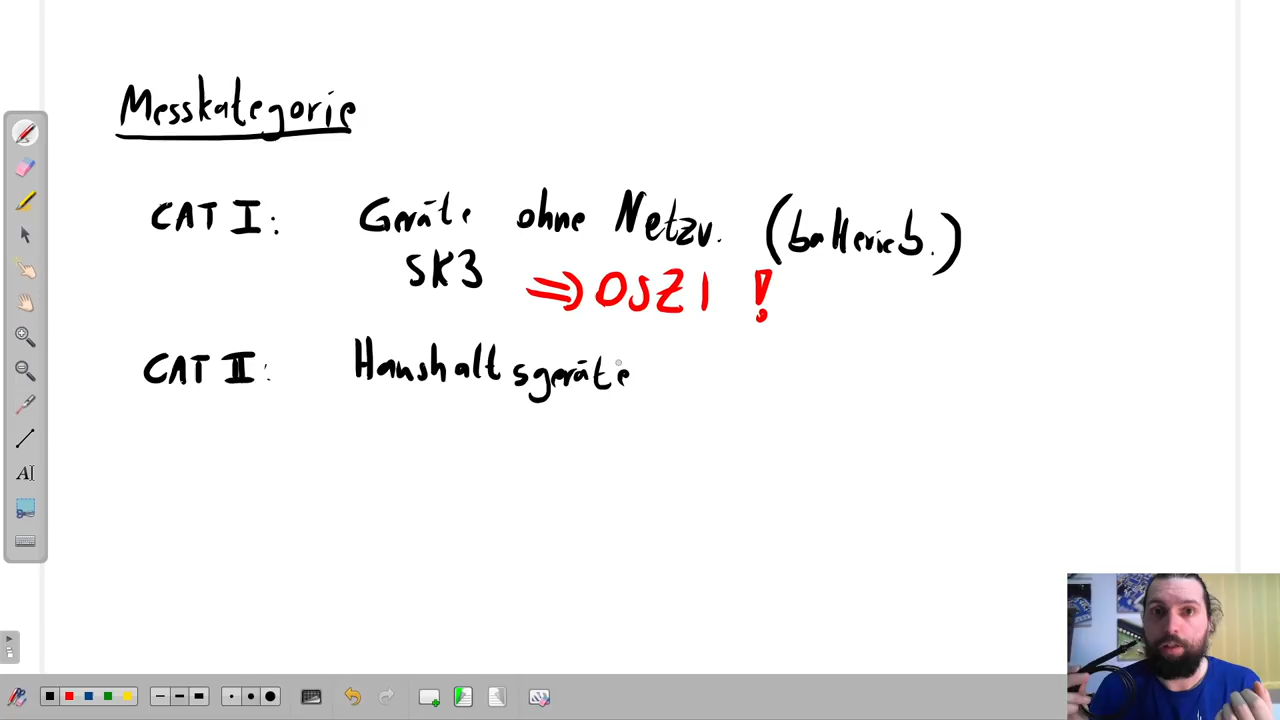 Messkategorie
CAT I: Geräte ohne Netzv. (batterieb.)
SK3 ⇒ OSZI !
CAT II: Haushaltsgeräte